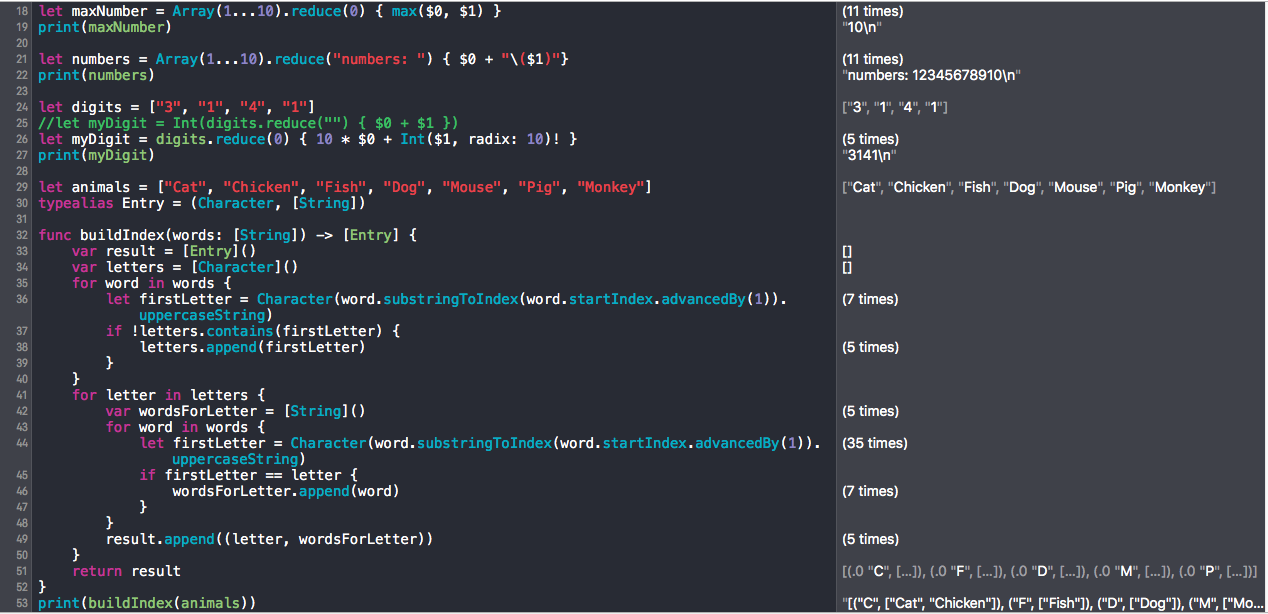 18 let maxNumber = Array(1...10).reduce(0) { max($0, $1) } (11 times)
19 print(maxNumber) "10\n"
20
21 let numbers = Array(1...10).reduce("numbers: ") { $0 + "\($1)"} (11 times)
22 print(numbers) "numbers: 12345678910\n"
23
24 let digits = ["3", "1", "4", "1"] ["3", "1", "4", "1"]
25 //let myDigit = Int(digits.reduce("") { $0 + $1 })
26 let myDigit = digits.reduce(0) { 10 * $0 + Int($1, radix: 10)! } (5 times)
27 print(myDigit) "3141\n"
28
29 let animals = ["Cat", "Chicken", "Fish", "Dog", "Mouse", "Pig", "Monkey"] ["Cat", "Chicken", "Fish", "Dog", "Mouse", "Pig", "Monkey"]
30 typealias Entry = (Character, [String])
31
32 func buildIndex(words: [String]) -> [Entry] {
33 var result = [Entry]() []
34 var letters = [Character]() []
35 for word in words {
36 let firstLetter = Character(word.substringToIndex(word.startIndex.advancedBy(1)). (7 times)
uppercaseString)
37 if !letters.contains(firstLetter) {
38 letters.append(firstLetter) (5 times)
39 }
40 }
41 for letter in letters {
42 var wordsForLetter = [String]() (5 times)
43 for word in words {
44 let firstLetter = Character(word.substringToIndex(word.startIndex.advancedBy(1)). (35 times)
uppercaseString)
45 if firstLetter == letter {
46 wordsForLetter.append(word) (7 times)
47 }
48 }
49 result.append((letter, wordsForLetter)) (5 times)
50 }
51 return result [(.0 "C", [...]), (.0 "F", [...]), (.0 "D", [...]), (.0 "M", [...]), (.0 "P", [...])]
52 }
53 print(buildIndex(animals)) "[("C", ["Cat", "Chicken"]), ("F", ["Fish"]), ("D", ["Dog"]), ("M", ["Mo...